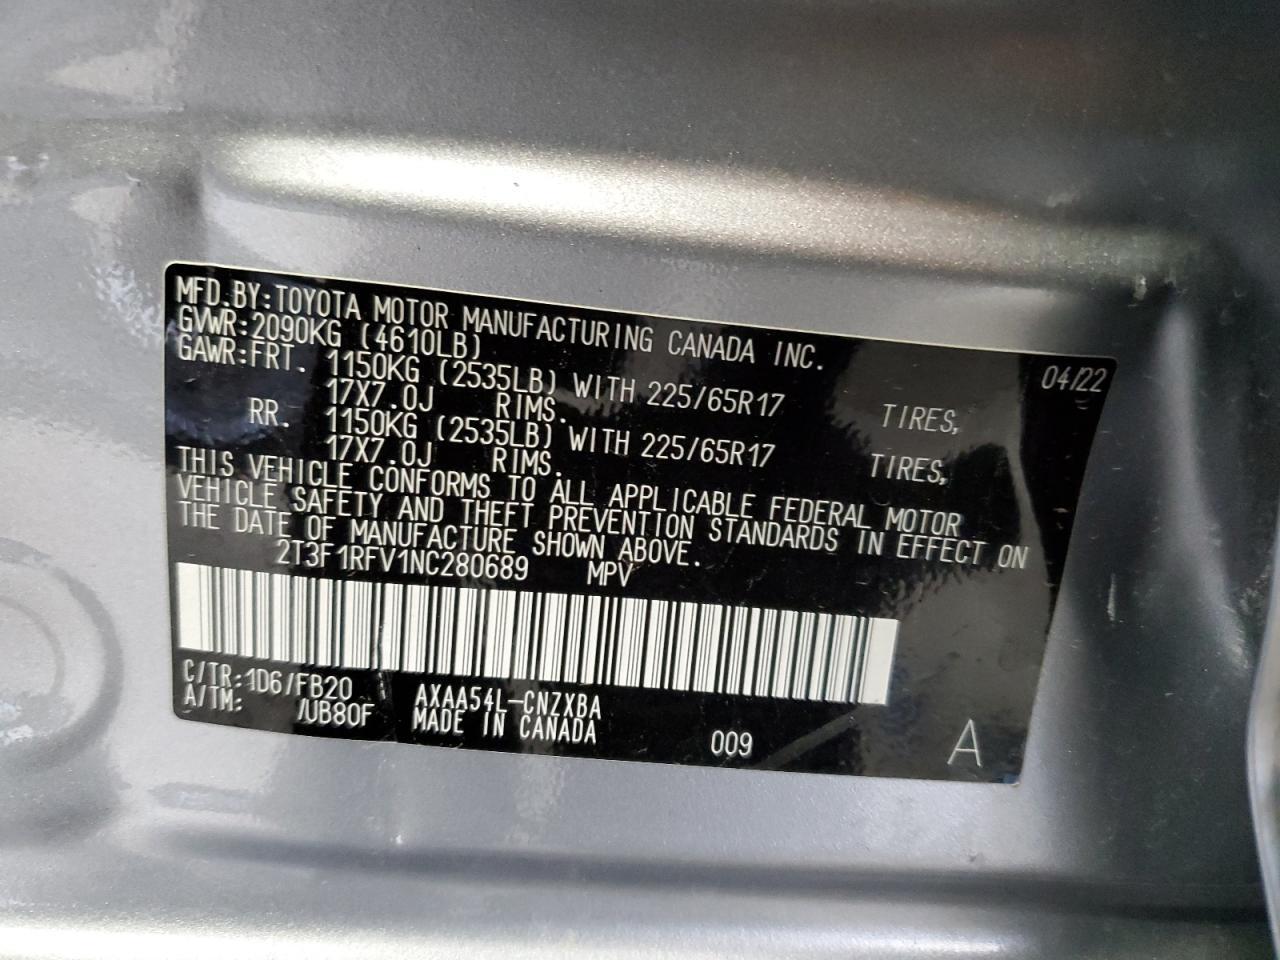 MFD.BY:TOYOTA MOTOR MANUFACTURING CANADA INC.
GVWR:2090KG (4610LB) 04/22
GAWR:FRT. 1150KG (2535LB) WITH 225/65R17 TIRES,
17X7.0J RIMS.
RR. 1150KG (2535LB) WITH 225/65R17 TIRES,
17X7.0J RIMS.
THIS VEHICLE CONFORMS TO ALL APPLICABLE FEDERAL MOTOR
VEHICLE SAFETY AND THEFT PREVENTION STANDARDS IN EFFECT ON
THE DATE OF MANUFACTURE SHOWN ABOVE.
2T3F1RFV1NC280689 MPV
C/TR:1D6/FB20 AXAA54L-CNZXBA
A/TM: /UB80F MADE IN CANADA 009 A